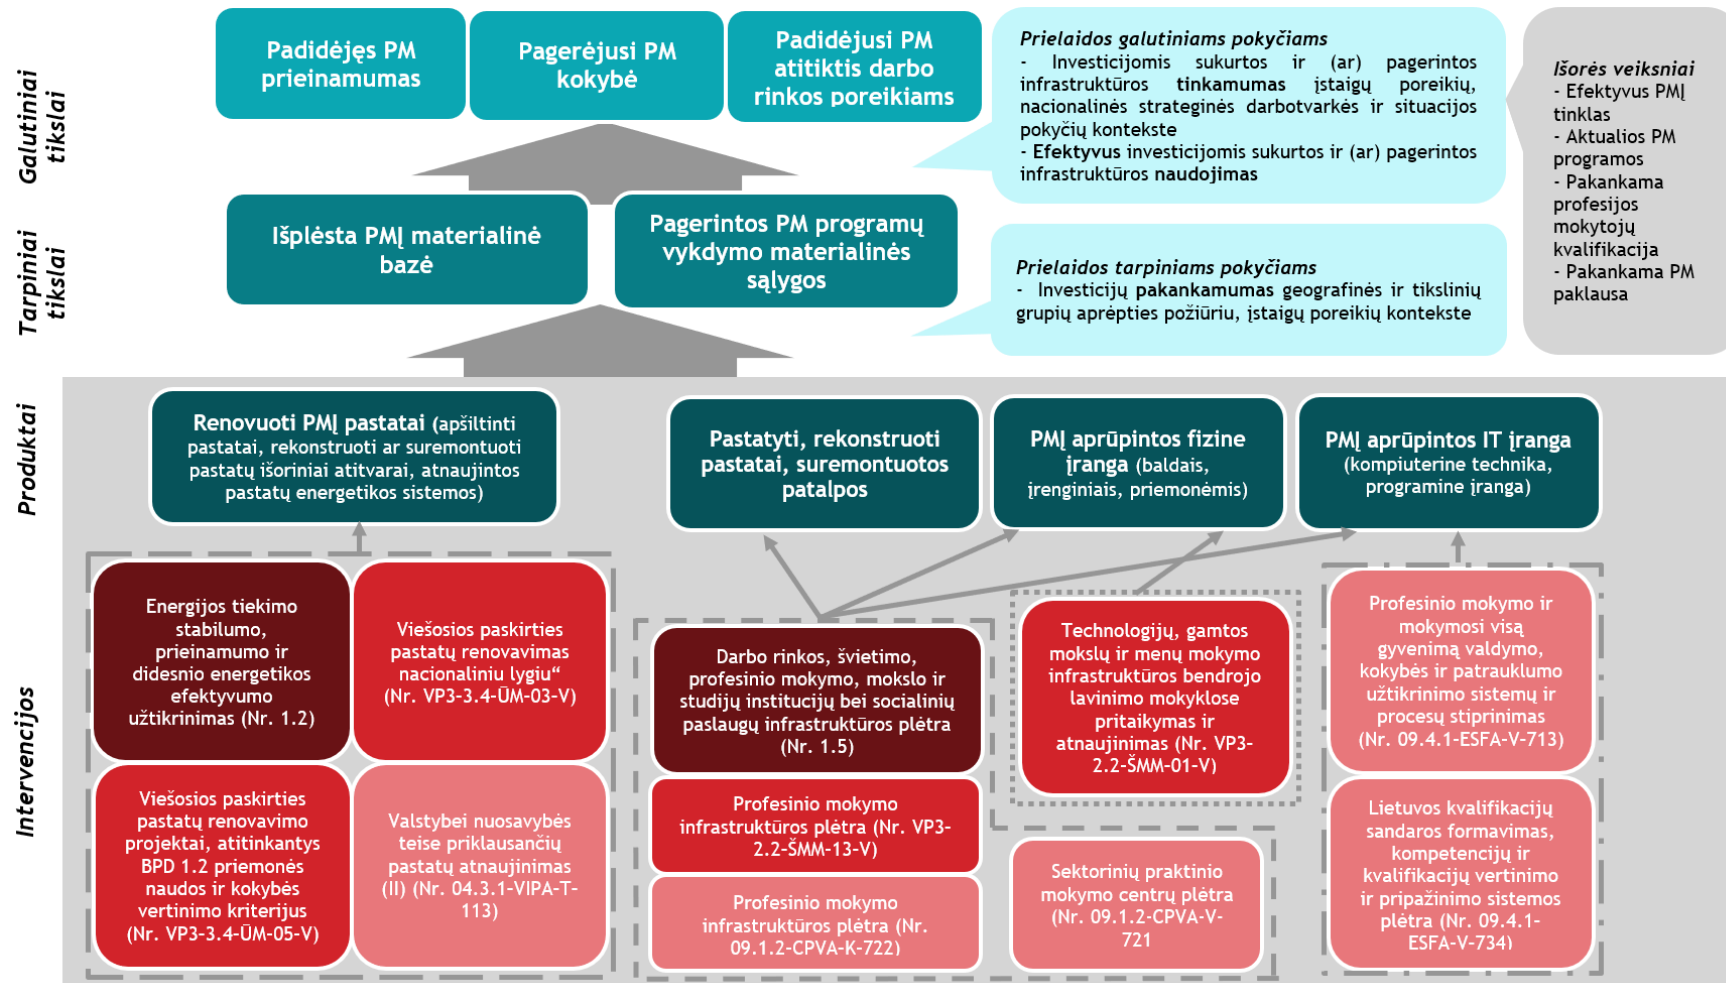 Galutiniai
tikslai
Padidėjęs PM
prieinamumas
Pagerėjusi PM
kokybė
Padidėjusi PM
atitiktis darbo
rinkos poreikiams
Prielaidos galutiniams pokyčiams
- Investicijomis sukurtos ir (ar) pagerintos
infrastruktūros tinkamumas įstaigų poreikių,
nacionalinės strateginės darbotvarkės ir situacijos
pokyčių kontekste
- Efektyvus investicijomis sukurtos ir (ar) pagerintos
infrastruktūros naudojimas
Išorės veiksniai
- Efektyvus PMĮ
tinklas
- Aktualios PM
programos
- Pakankama
profesijos
mokytojų
kvalifikacija
- Pakankama PM
paklausa
Tarpiniai
tikslai
Išplėsta PMĮ materialinė
bazė
Pagerintos PM programų
vykdymo materialinės
sąlygos
Prielaidos tarpiniams pokyčiams
- Investicijų pakankamumas geografinės ir tikslinių
grupių aprėpties požiūriu, įstaigų poreikių kontekste
Produktai
Renovuoti PMĮ pastatai (apšiltinti
pastatai, rekonstruoti ar suremontuoti
pastatų išoriniai atitvarai, atnaujintos
pastatų energetikos sistemos)
Pastatyti, rekonstruoti
pastatai, suremontuotos
patalpos
PMĮ aprūpintos fizine
įranga (baldais,
įrenginiais, priemonėmis)
PMĮ aprūpintos IT įranga
(kompiuterine technika,
programine įranga)
Intervencijos
Energijos tiekimo
stabilumo,
prieinamumo ir
didesnio energetikos
efektyvumo
užtikrinimas (Nr. 1.2)
Viešosios paskirties
pastatų renovavimas
nacionaliniu lygiu“
(Nr. VP3-3.4-ŪM-03-V)
Viešosios paskirties
pastatų renovavimo
projektai, atitinkantys
BPD 1.2 priemonės
naudos ir kokybės
vertinimo kriterijus
(Nr. VP3-3.4-ŪM-05-V)
Valstybei nuosavybės
teise priklausančių
pastatų atnaujinimas
(II) (Nr. 04.3.1-VIPA-T-
113)
Darbo rinkos, švietimo,
profesinio mokymo, mokslo ir
studijų institucijų bei socialinių
paslaugų infrastruktūros plėtra
(Nr. 1.5)
Profesinio mokymo
infrastruktūros plėtra (Nr. VP3-
2.2-ŠMM-13-V)
Profesinio mokymo
infrastruktūros plėtra (Nr.
09.1.2-CPVA-K-722)
Technologijų, gamtos
mokslų ir menų mokymo
infrastruktūros bendrojo
lavinimo mokyklose
pritaikymas ir
atnaujinimas (Nr. VP3-
2.2-ŠMM-01-V)
Sektorinių praktinio
mokymo centrų plėtra
(Nr. 09.1.2-CPVA-V-
721
Profesinio mokymo ir
mokymosi visą
gyvenimą valdymo,
kokybės ir patrauklumo
užtikrinimo sistemų ir
procesų stiprinimas
(Nr. 09.4.1-ESFA-V-713)
Lietuvos kvalifikacijų
sandaros formavimas,
kompetencijų ir
kvalifikacijų vertinimo
ir pripažinimo sistemos
plėtra (Nr. 09.4.1-
ESFA-V-734)